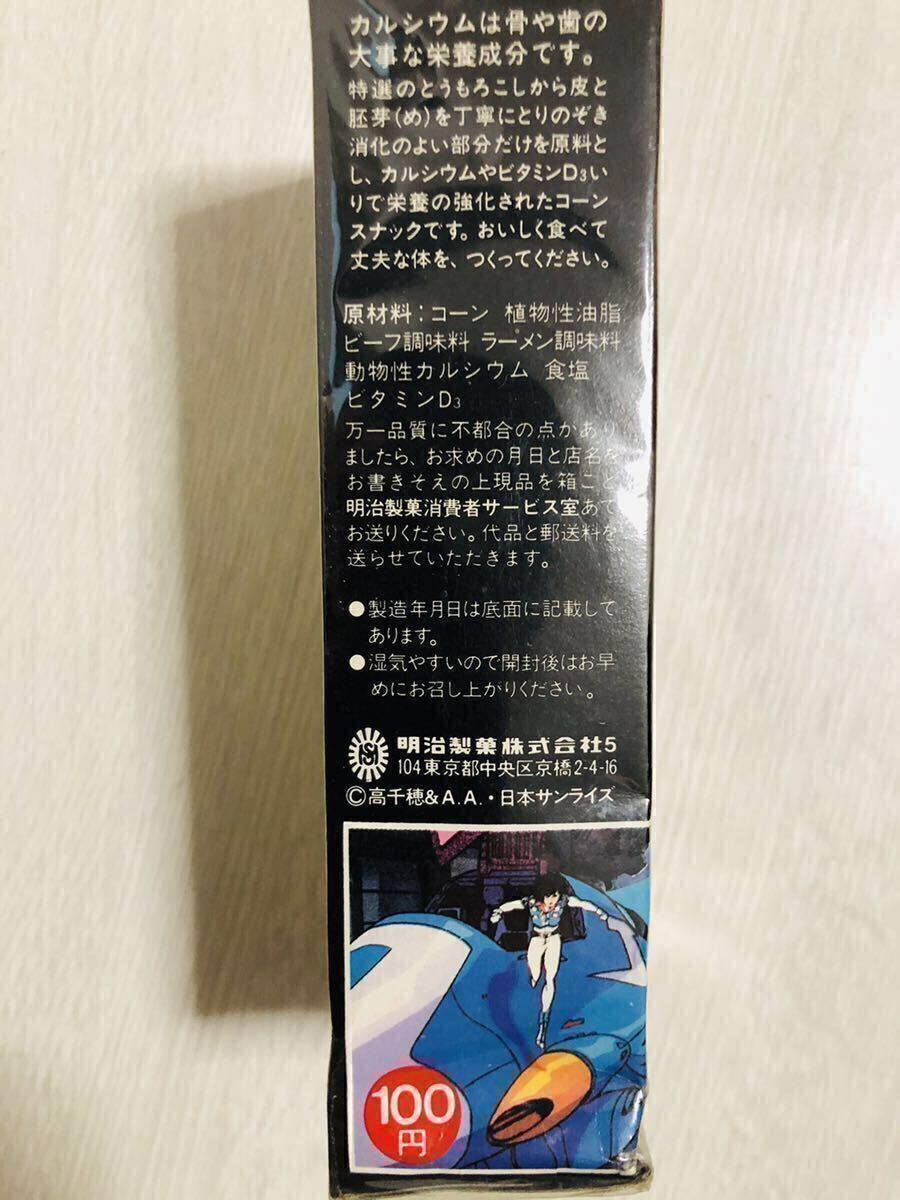 カルシウムは骨や歯の
大事な栄養成分です。
特選のとうもろこしから皮と
胚芽(め)を丁寧にとりのぞき
消化のよい部分だけを原料と
し、カルシウムやビタミンD₃い
りで栄養の強化されたコーン
スナックです。おいしく食べて
丈夫な体を、つくってください。
原材料：コーン 植物性油脂
ビーフ調味料 ラーメン調味料
動物性カルシウム 食塩
ビタミンD₃
万一品質に不都合の点があり
ましたら、お求めの月日と店名を
お書きそえの上現品を箱ごと
明治製菓消費者サービス室あて
お送りください。代品と郵送料を
送らせていただきます。
●製造年月日は底面に記載して
あります。
●湿気やすいので開封後はお早
めにお召し上がりください。
明治製菓株式会社5
104東京都中央区京橋2-4-16
©高千穂&A.A.・日本サンライズ
100
円